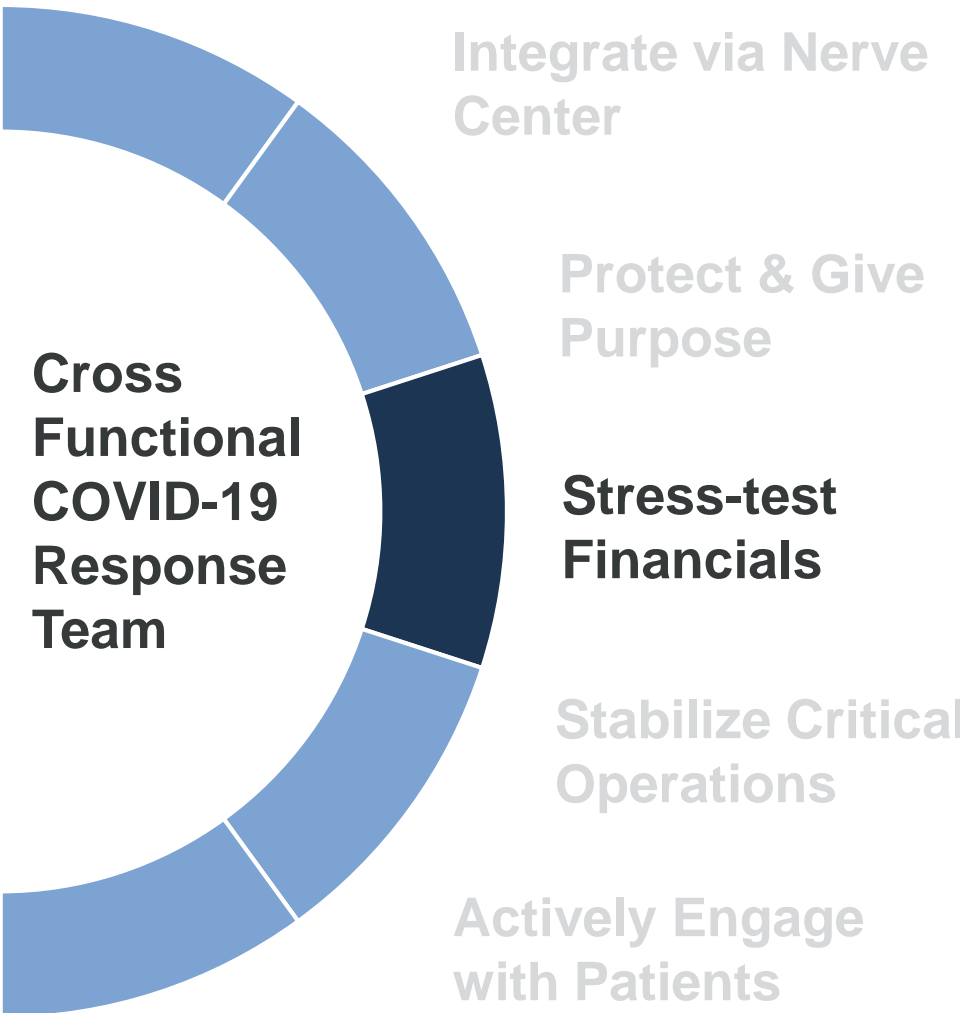 Integrate via Nerve
Center
Protect & Give
Purpose
Cross
Functional
COVID-19
Response
Team
Stress-test
Financials
Stabilize Critical
Operations
Actively Engage
with Patients